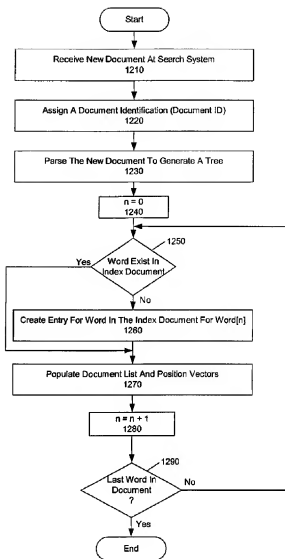 Start
Receive New Document At Search System
1210
Assign A Document Identification (Document ID)
1220
Parse The New Document To Generate A Tree
1230
n = 0
1240
1250
Word Exist In
Index Document
Yes
No
Create Entry For Word In The Index Document For Word[n]
1260
Populate Document List And Position Vectors
1270
n = n + 1
1280
1290
Last Word In
Document
?
No
Yes
End